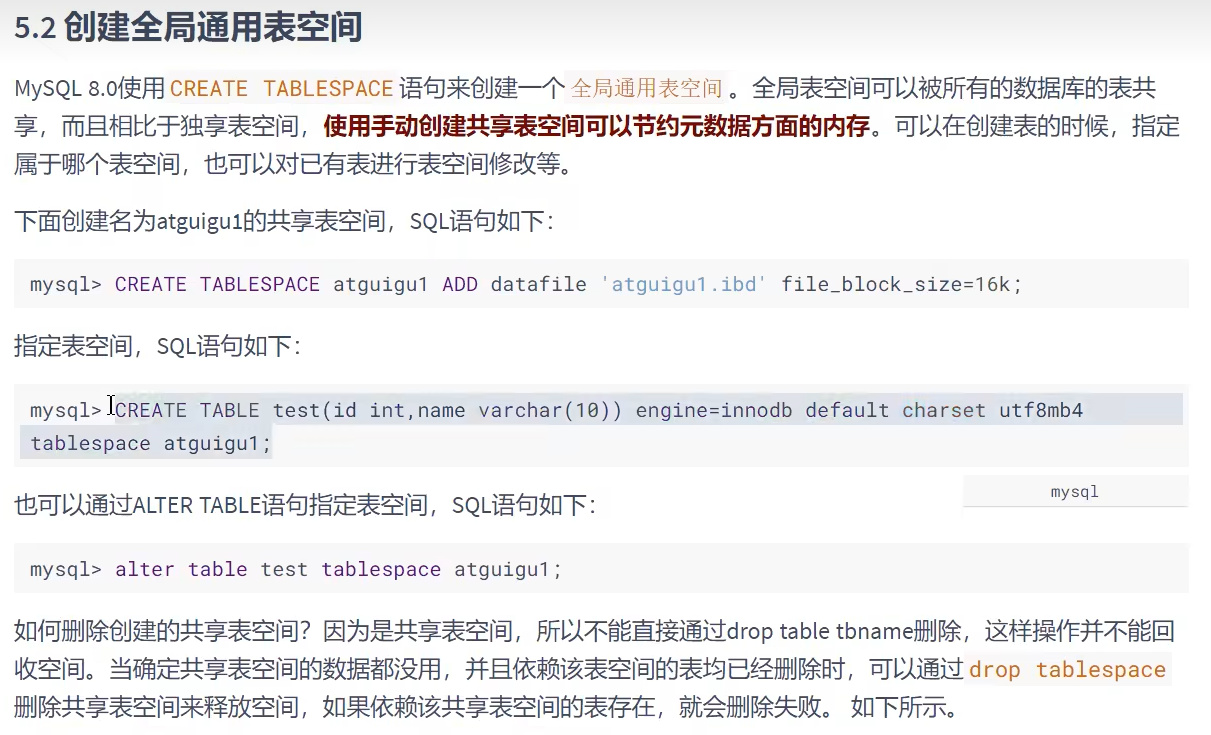 5.2 创建全局通用表空间
MySQL 8.0使用 CREATE TABLESPACE 语句来创建一个 全局通用表空间 。全局表空间可以被所有的数据库的表共
享，而且相比于独享表空间，使用手动创建共享表空间可以节约元数据方面的内存。可以在创建表的时候，指定
属于哪个表空间，也可以对已有表进行表空间修改等。
下面创建名为atguigu1的共享表空间，SQL语句如下：
mysql> CREATE TABLESPACE atguigu1 ADD datafile 'atguigu1.ibd' file_block_size=16k;
指定表空间，SQL语句如下：
mysql> CREATE TABLE test(id int,name varchar(10)) engine=innodb default charset utf8mb4
tablespace atguigu1;
也可以通过ALTER TABLE语句指定表空间，SQL语句如下：
mysql
mysql> alter table test tablespace atguigu1;
如何删除创建的共享表空间？因为是共享表空间，所以不能直接通过drop table tbname删除，这样操作并不能回
收空间。当确定共享表空间的数据都没用，并且依赖该表空间的表均已经删除时，可以通过 drop tablespace
删除共享表空间来释放空间，如果依赖该共享表空间的表存在，就会删除失败。 如下所示。